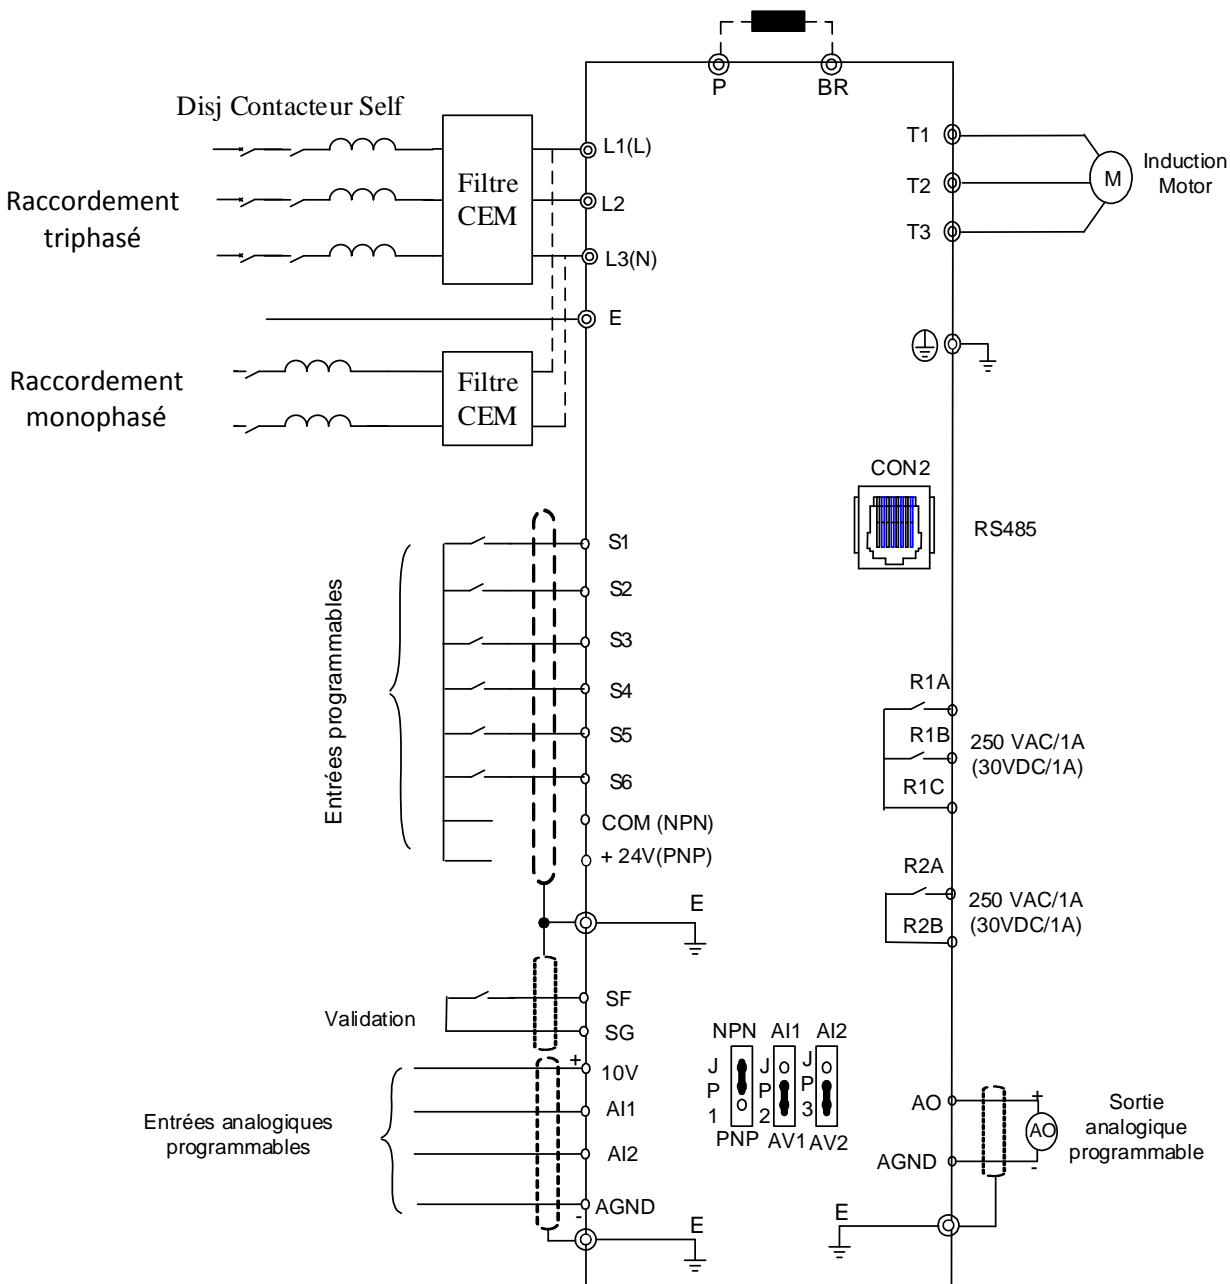 P
BR
Disj Contacteur Self
Raccordement
triphasé
Filtre
CEM
L1(L)
L2
L3(N)
E
T1
T2
T3
M
Induction
Motor
Raccordement
monophasé
Filtre
CEM
CON2
RS485
Entrées programmables
S1
S2
S3
S4
S5
S6
COM (NPN)
+ 24V(PNP)
E
R1A
R1B
R1C
250 VAC/1A
(30VDC/1A)
R2A
R2B
250 VAC/1A
(30VDC/1A)
Validation
SF
SG
Entrées analogiques
programmables
+
10V
AI1
AI2
AGND
-
E
NPN AI1 AI2
JP1
JP2
JP3
PNP AV1 AV2
AO
AGND
+
AO
-
Sortie
analogique
programmable
E